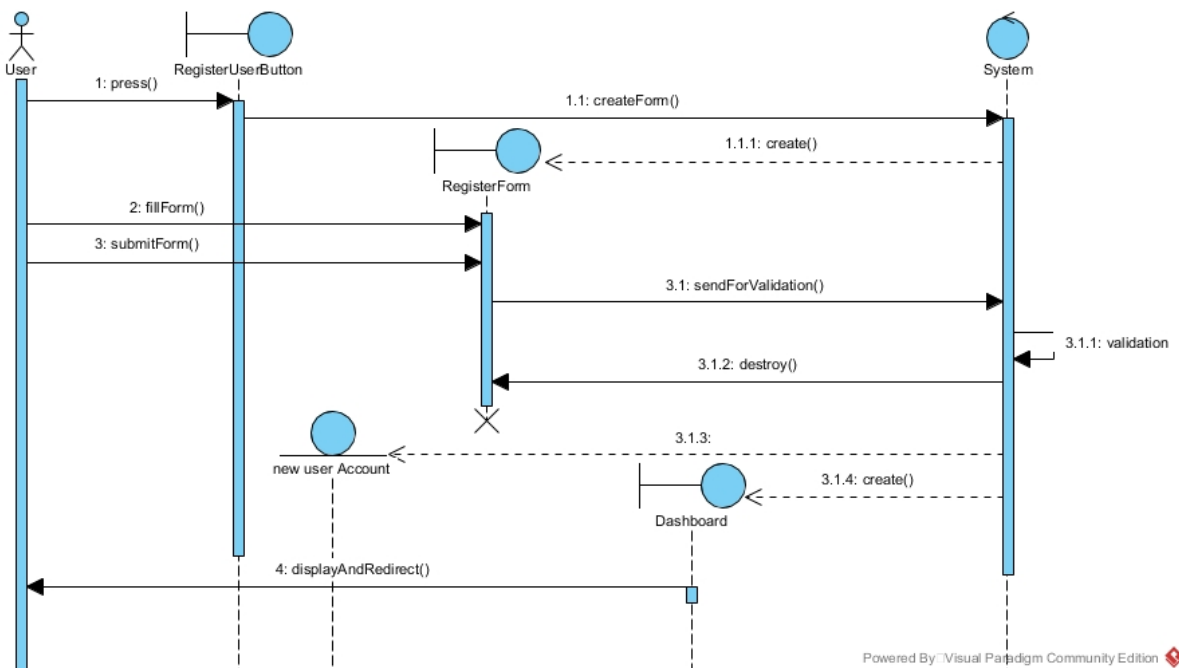 User
RegisterUserButton
System
1: press()
1.1: createForm()
1.1.1: create()
RegisterForm
2: fillForm()
3: submitForm()
3.1: sendForValidation()
3.1.1: validation
3.1.2: destroy()
3.1.3:
new user Account
3.1.4: create()
Dashboard
4: displayAndRedirect()
Powered By Visual Paradigm Community Edition